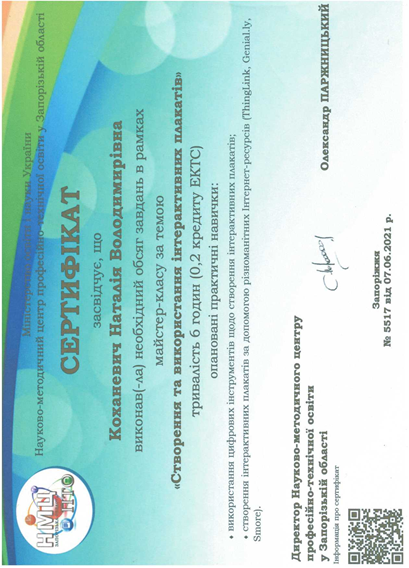 Міністерство освіти і науки України
Науково-методичний центр професійно-технічної освіти у Запорізькій області
СЕРТИФІКАТ
засвідчує, що
Коханевич Наталія Володимирівна
виконав(-ла) необхідний обсяг завдань в рамках
майстер-класу за темою
«Створення та використання інтерактивних плакатів»
тривалість 6 годин (0,2 кредиту ЕКТС)
опановані практичні навички:
• використання цифрових інструментів щодо створення інтерактивних плакатів;
• створення інтерактивних плакатів за допомогою різноманітних Інтернет-ресурсів (ThingLink, Genial.ly,
Smore).
Директор Науково-методичного центру
професійно-технічної освіти
у Запорізькій області
Олександр ПАРЖНИЦЬКИЙ
Інформація про сертифікат
Запоріжжя
№ 5517 від 07.06.2021 р.
НМЦ
ПТО